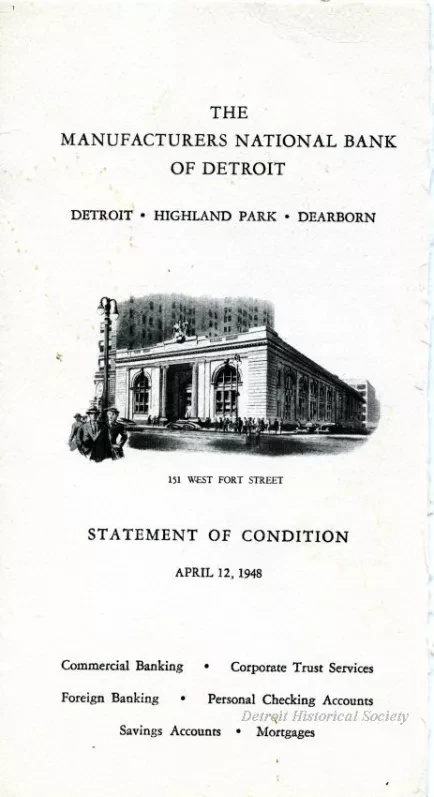 THE
MANUFACTURERS NATIONAL BANK
OF DETROIT
DETROIT • HIGHLAND PARK • DEARBORN
151 WEST FORT STREET
STATEMENT OF CONDITION
APRIL 12, 1948
Commercial Banking • Corporate Trust Services
Foreign Banking • Personal Checking Accounts
Detroit Historical Society
Savings Accounts • Mortgages